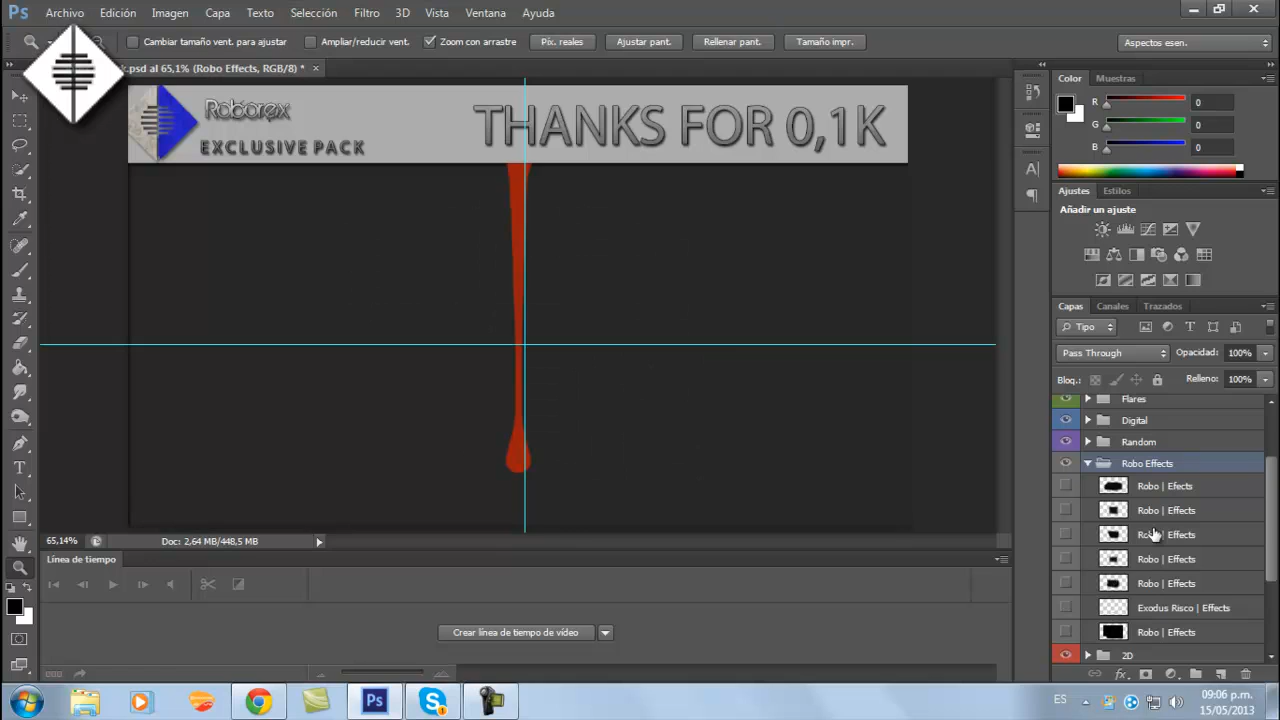 Ps Archivo Edición Imagen Capa Texto Selección Filtro 3D Vista Ventana Ayuda
Cambiar tamaño vent. para ajustar Ampliar/reducir vent. Zoom con arrastre Píx. reales Ajustar pant. Rellenar pant. Tamaño impr. Aspectos esen.
.psd al 65,1% (Robo Effects, RGB/8) * ×
Color Muestras
R 0
G 0
B 0
Roborex
EXCLUSIVE PACK
THANKS FOR 0,1K
Ajustes Estilos
Añadir un ajuste
Capas Canales Trazados
Tipo
Pass Through Opacidad: 100%
Bloq.: Relleno: 100%
Flares
Digital
Random
Robo Effects
Robo | Efects
Robo | Effects
Effects
Robo | Effects
Robo | Effects
Exodus Risco | Effects
Robo | Effects
2D
65,14% Doc: 2,64 MB/448,5 MB
Línea de tiempo
Crear línea de tiempo de vídeo
Ps
ES 09:06 p.m.
15/05/2013